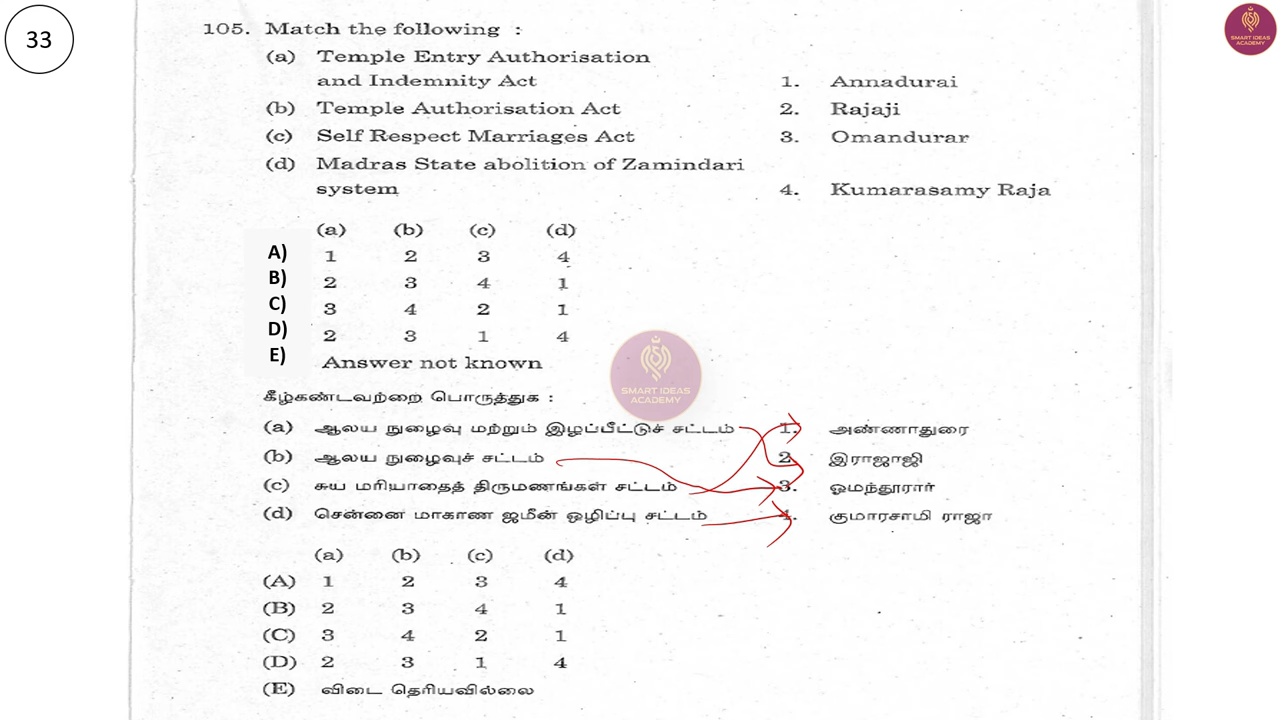 33
SMART IDEAS
ACADEMY
105. Match the following :
(a) Temple Entry Authorisation
and Indemnity Act 1. Annadurai
(b) Temple Authorisation Act 2. Rajaji
(c) Self Respect Marriages Act 3. Omandurar
(d) Madras State abolition of Zamindari
system 4. Kumarasamy Raja
(a) (b) (c) (d)
A) 1 2 3 4
B) 2 3 4 1
C) 3 4 2 1
D) 2 3 1 4
E) Answer not known
SMART IDEAS
ACADEMY
கீழ்கண்டவற்றை பொருத்துக :
(a) ஆலய நுழைவு மற்றும் இழப்பீட்டுச் சட்டம் 1. அண்ணாதுரை
(b) ஆலய நுழைவுச் சட்டம் 2 இராஜாஜி
(c) சுய மரியாதைத் திருமணங்கள் சட்டம் 3. ஓமந்தூரார்
(d) சென்னை மாகாண ஜமீன் ஒழிப்பு சட்டம் 4. குமாரசாமி ராஜா
(a) (b) (c) (d)
(A) 1 2 3 4
(B) 2 3 4 1
(C) 3 4 2 1
(D) 2 3 1 4
(E) விடை தெரியவில்லை